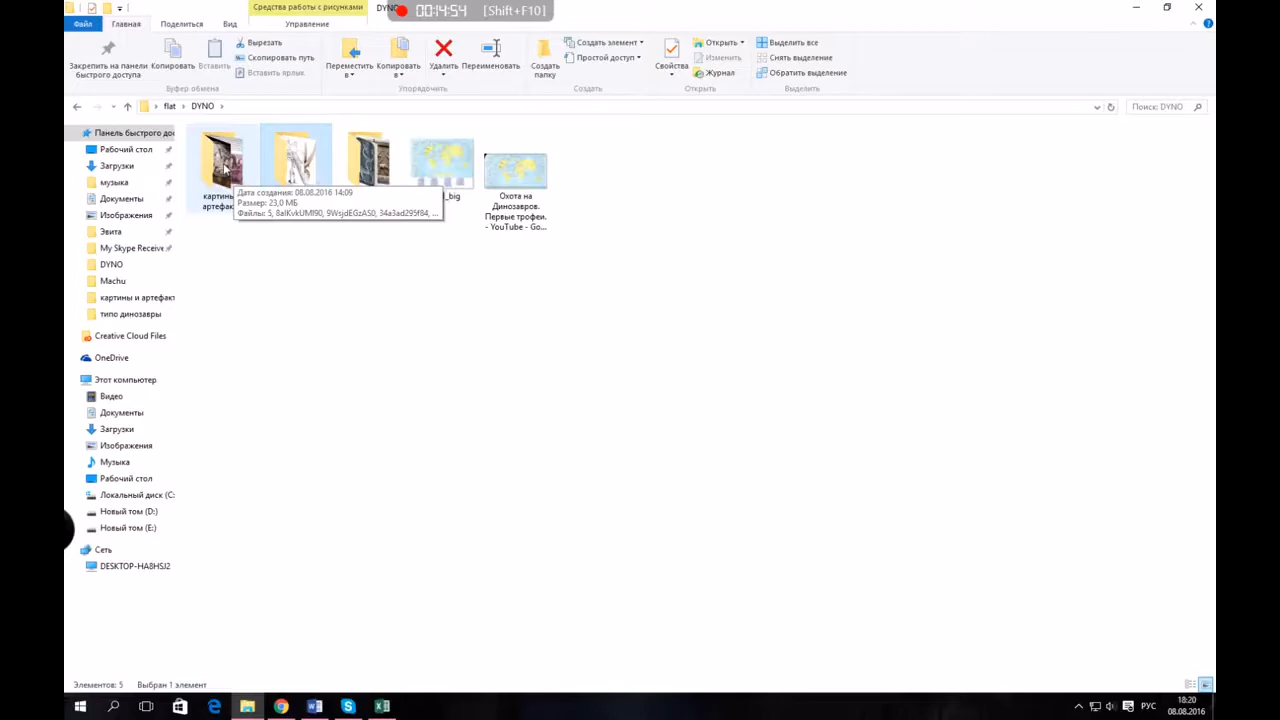 Средства работы с рисунками
DYNO
00:14:54 [Shift+F10]
Файл
Главная
Поделиться
Вид
Управление
Закрепить на панели
быстрого доступа
Копировать
Вставить
Вырезать
Скопировать путь
Вставить ярлык
Буфер обмена
Переместить
в
Копировать
в
Удалить
Переименовать
Упорядочить
Создать
папку
Создать элемент
Простой доступ
Создать
Свойства
Открыть
Изменить
Журнал
Открыть
Выделить все
Снять выделение
Обратить выделение
Выделить
flat
DYNO
Поиск: DYNO
Панель быстрого дос
Рабочий стол
Загрузки
музыка
Документы
Изображения
Эвита
My Skype Receive
DYNO
Machu
картины и артефакт
типо динозавры
Creative Cloud Files
OneDrive
Этот компьютер
Видео
Документы
Загрузки
Изображения
Музыка
Рабочий стол
Локальный диск (C:
Новый том (D:)
Новый том (E:)
Сеть
DESKTOP-HA8HSJ2
картины
артефак
Дата создания: 08.08.2016 14:09
Размер: 23,0 МБ
_big
Охота на
Динозавров.
Первые трофеи.
- YouTube - Go...
Элементов: 5
Выбран 1 элемент
РУС
18:20
08.08.2016